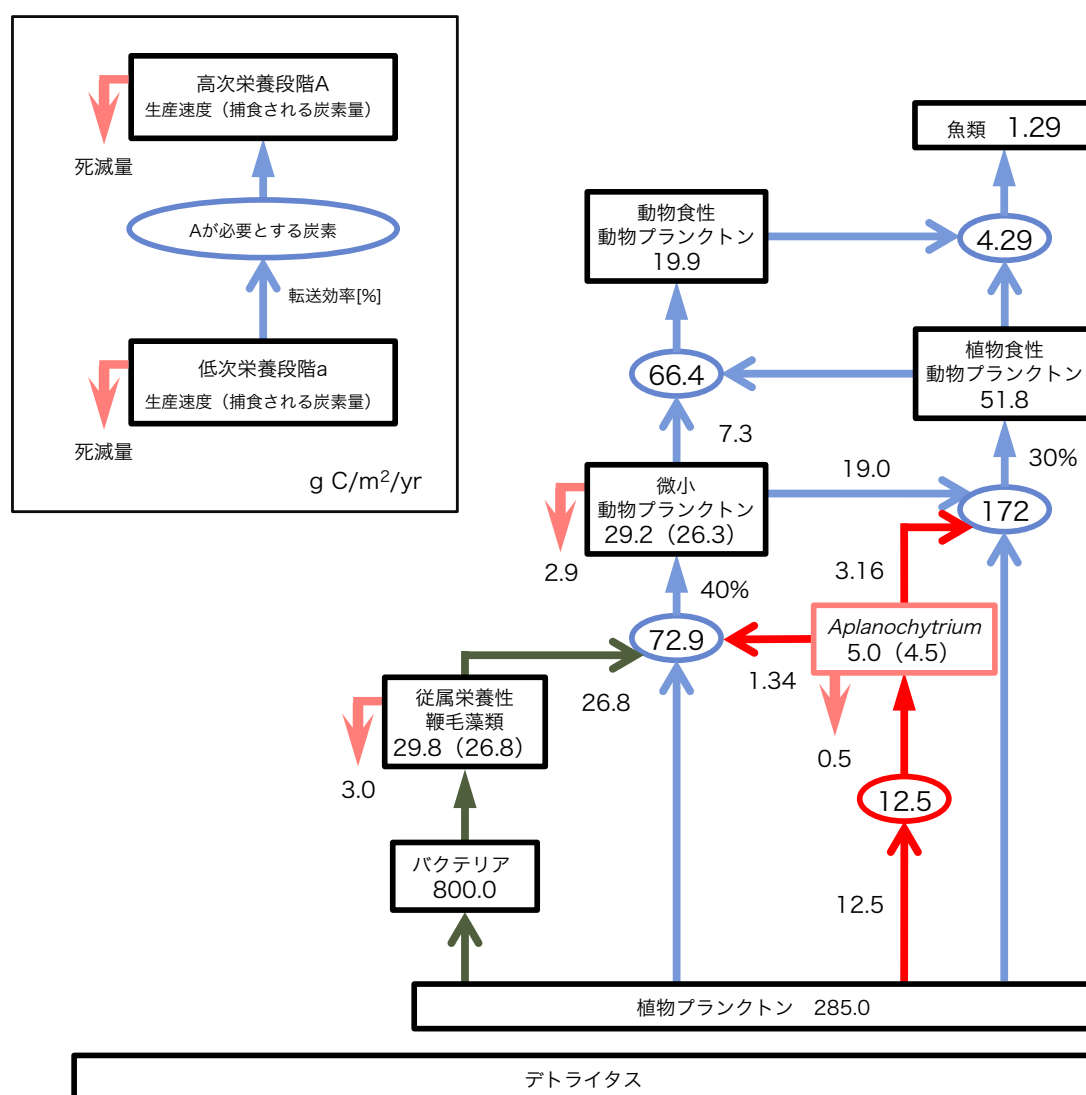 高次栄養段階A
生産速度（捕食される炭素量）
死滅量
Aが必要とする炭素
転送効率[%]
低次栄養段階a
生産速度（捕食される炭素量）
死滅量
g C/m²/yr
魚類 1.29
動物食性
動物プランクトン
19.9
4.29
66.4
植物食性
動物プランクトン
51.8
7.3
19.0
30%
微小
動物プランクトン
29.2（26.3）
172
2.9
40%
3.16
72.9
Aplanochytrium
5.0（4.5）
1.34
26.8
従属栄養性
鞭毛藻類
29.8（26.8）
0.5
3.0
12.5
バクテリア
800.0
12.5
植物プランクトン 285.0
デトライタス